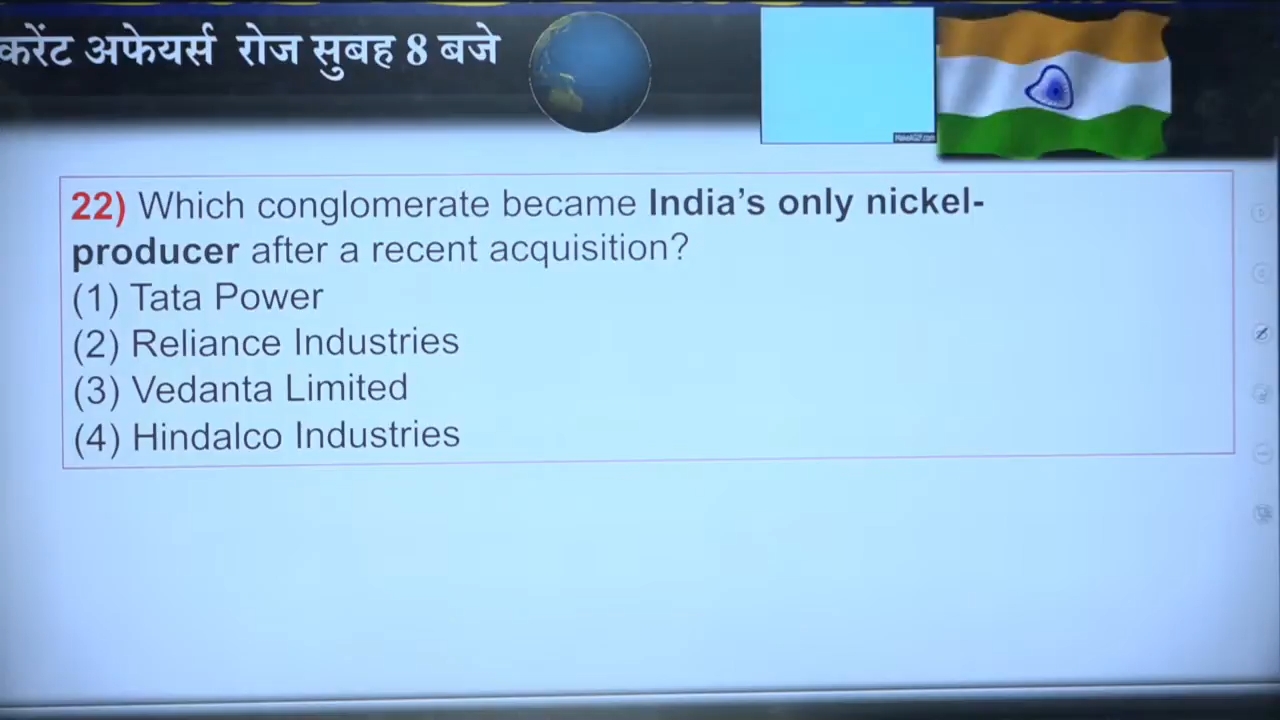 करेंट अफेयर्स रोज सुबह 8 बजे
22) Which conglomerate became India's only nickel-
producer after a recent acquisition?
(1) Tata Power
(2) Reliance Industries
(3) Vedanta Limited
(4) Hindalco Industries